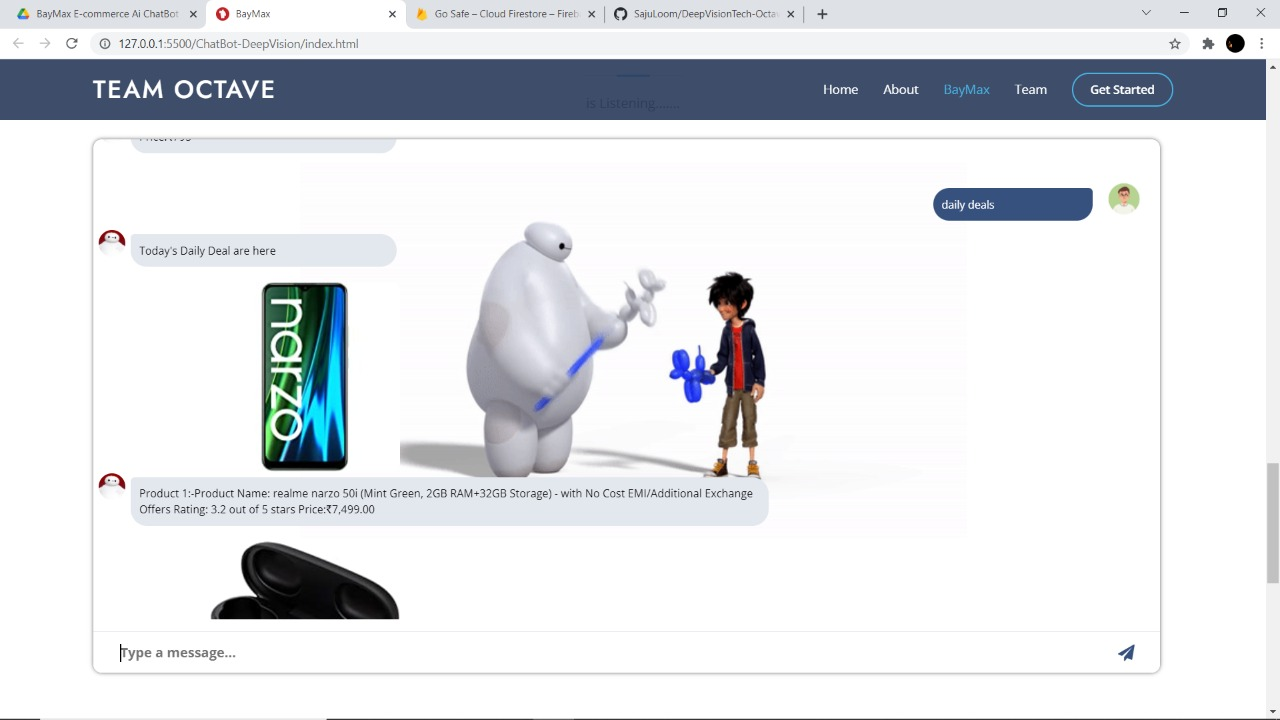 BayMax E-commerce Ai ChatBot
BayMax
Go Safe – Cloud Firestore – Fireb
SajuLoom/DeepVisionTech-Octav
127.0.0.1:5500/ChatBot-DeepVision/index.html
TEAM OCTAVE
is Listening.......
Home
About
BayMax
Team
Get Started
daily deals
Today's Daily Deal are here
narzo
Product 1:-Product Name: realme narzo 50i (Mint Green, 2GB RAM+32GB Storage) - with No Cost EMI/Additional Exchange
Offers Rating: 3.2 out of 5 stars Price:₹7,499.00
Type a message...